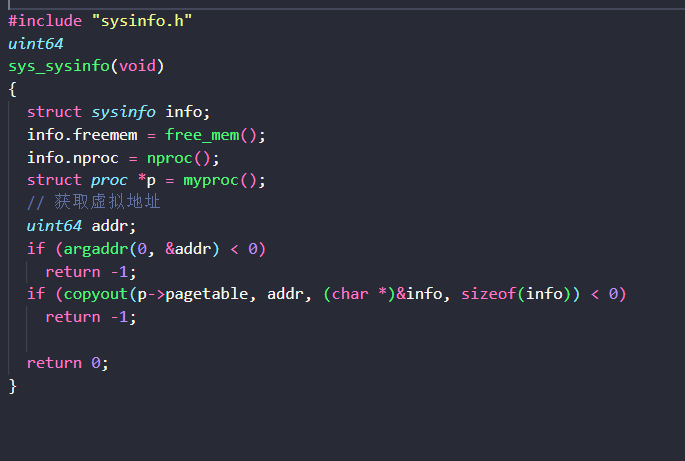 #include "sysinfo.h"
uint64
sys_sysinfo(void)
{
  struct sysinfo info;
  info.freemem = free_mem();
  info.nproc = nproc();
  struct proc *p = myproc();
  // 获取虚拟地址
  uint64 addr;
  if (argaddr(0, &addr) < 0)
    return -1;
  if (copyout(p->pagetable, addr, (char *)&info, sizeof(info)) < 0)
    return -1;
  return 0;
}